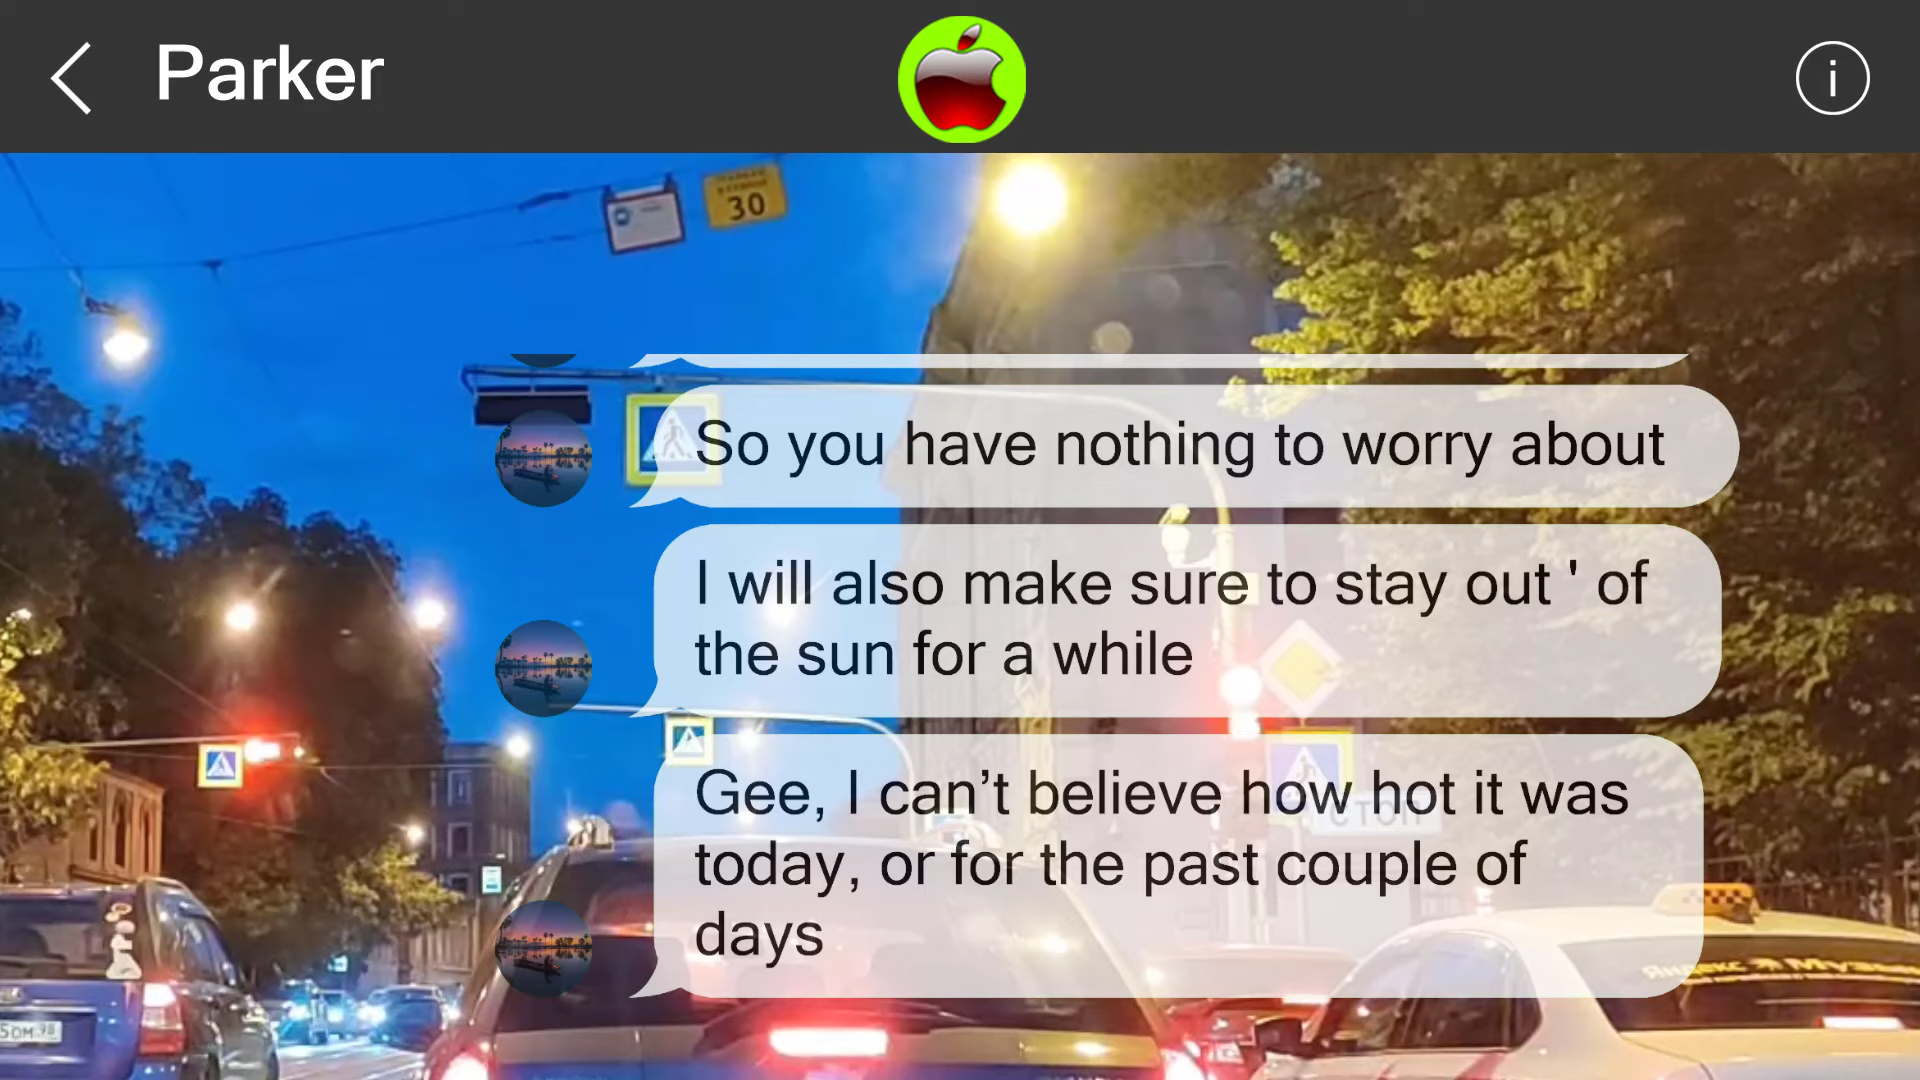 Parker
30
So you have nothing to worry about
I will also make sure to stay out ' of
the sun for a while
Gee, I can’t believe how hot it was
today, or for the past couple of
days
СТОП